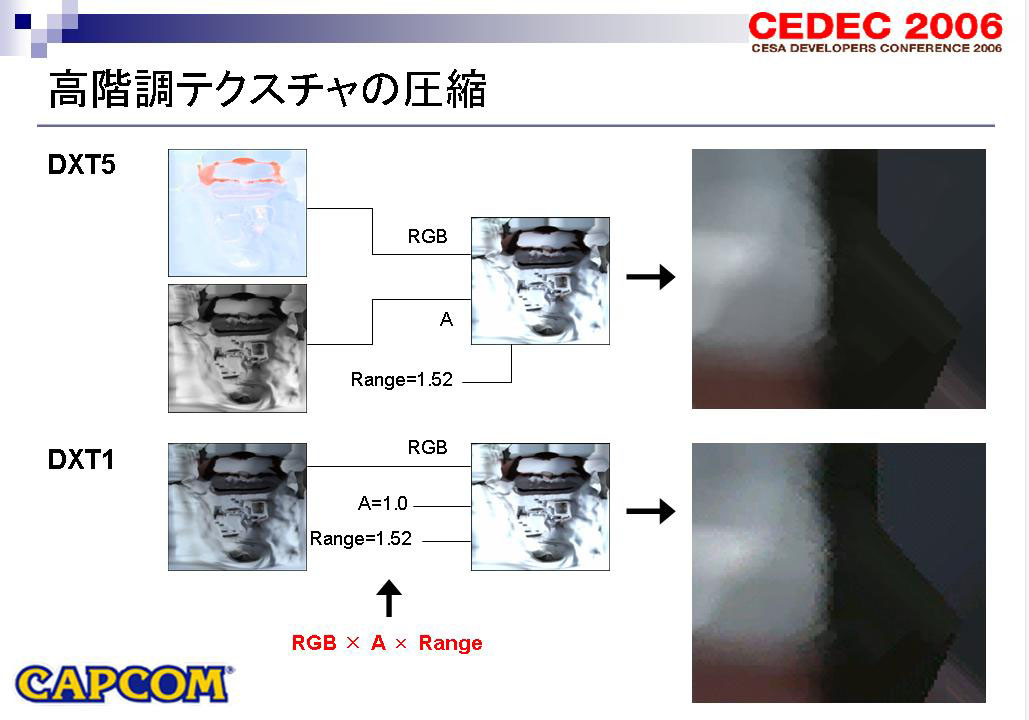 CEDEC 2006
CESA DEVELOPERS CONFERENCE 2006
高階調テクスチャの圧縮
DXT5
RGB
A
Range=1.52
DXT1
RGB
A=1.0
Range=1.52
RGB × A × Range
CAPCOM®